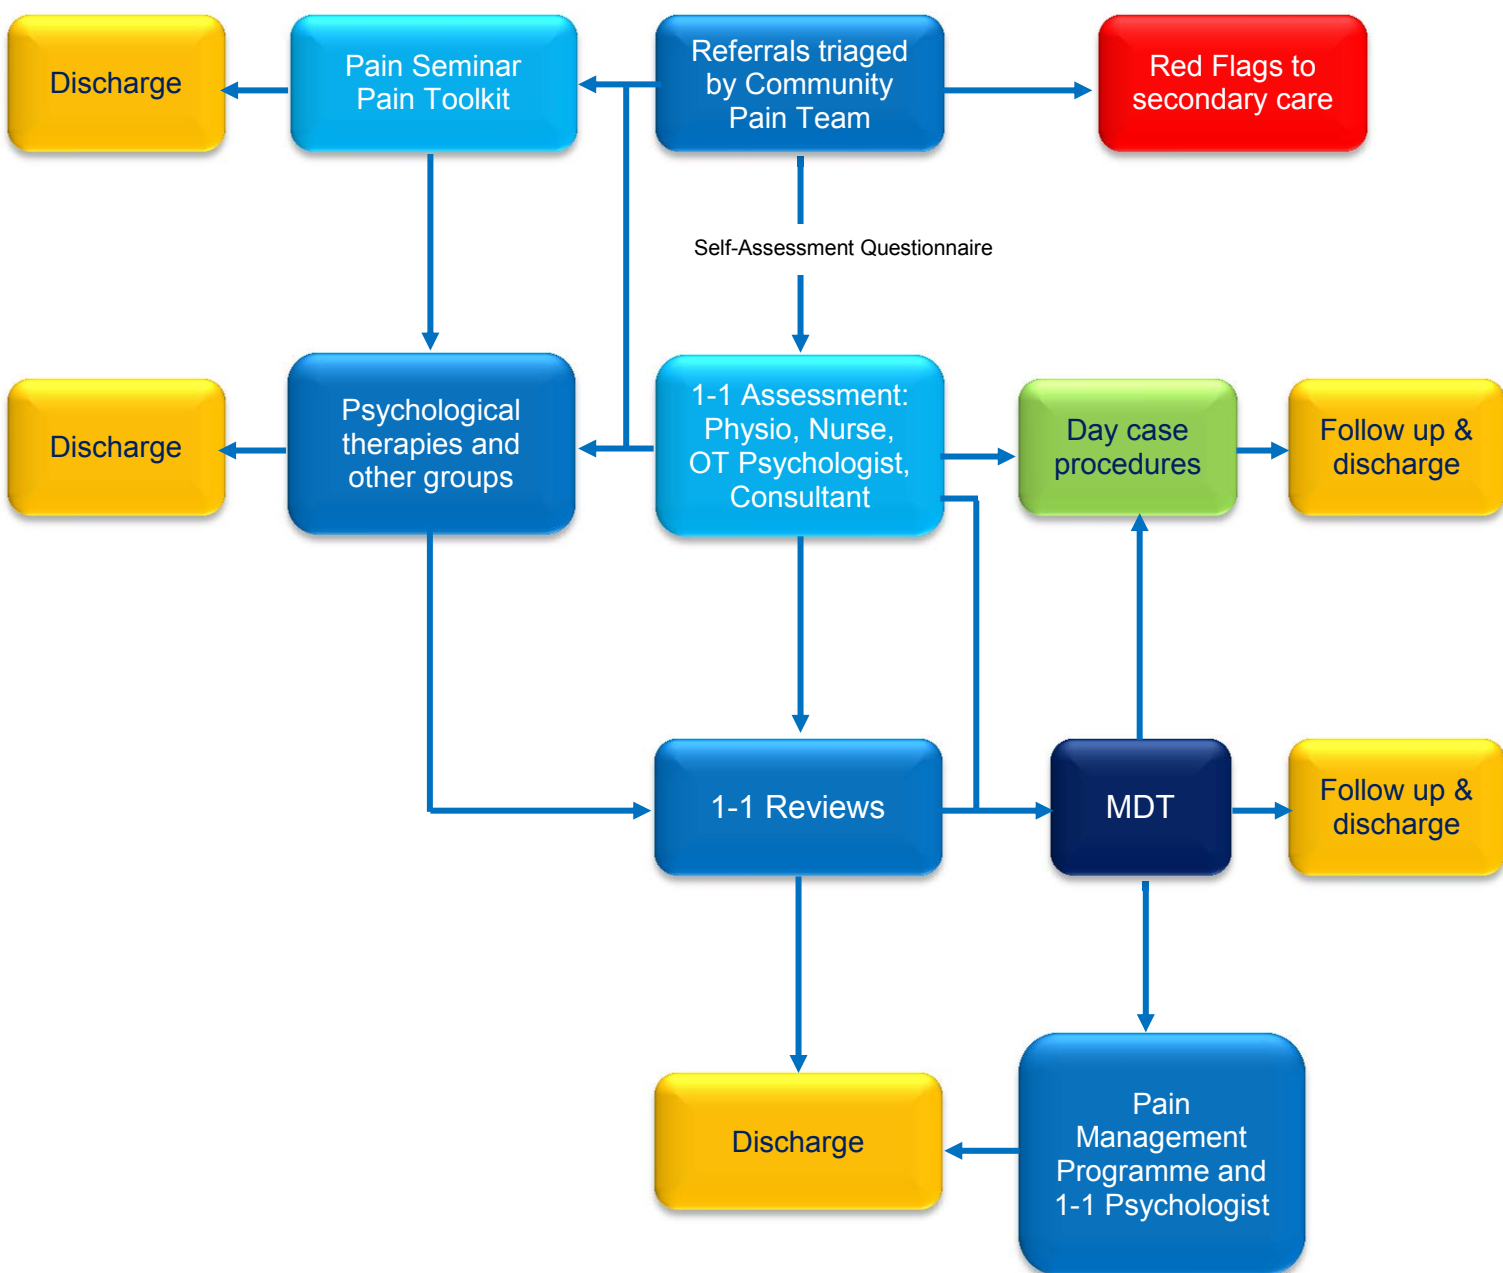 Discharge
Pain Seminar
Pain Toolkit
Referrals triaged
by Community
Pain Team
Red Flags to
secondary care
Self-Assessment Questionnaire
Discharge
Psychological
therapies and
other groups
1-1 Assessment:
Physio, Nurse,
OT Psychologist,
Consultant
Day case
procedures
Follow up &
discharge
1-1 Reviews
MDT
Follow up &
discharge
Discharge
Pain
Management
Programme and
1-1 Psychologist